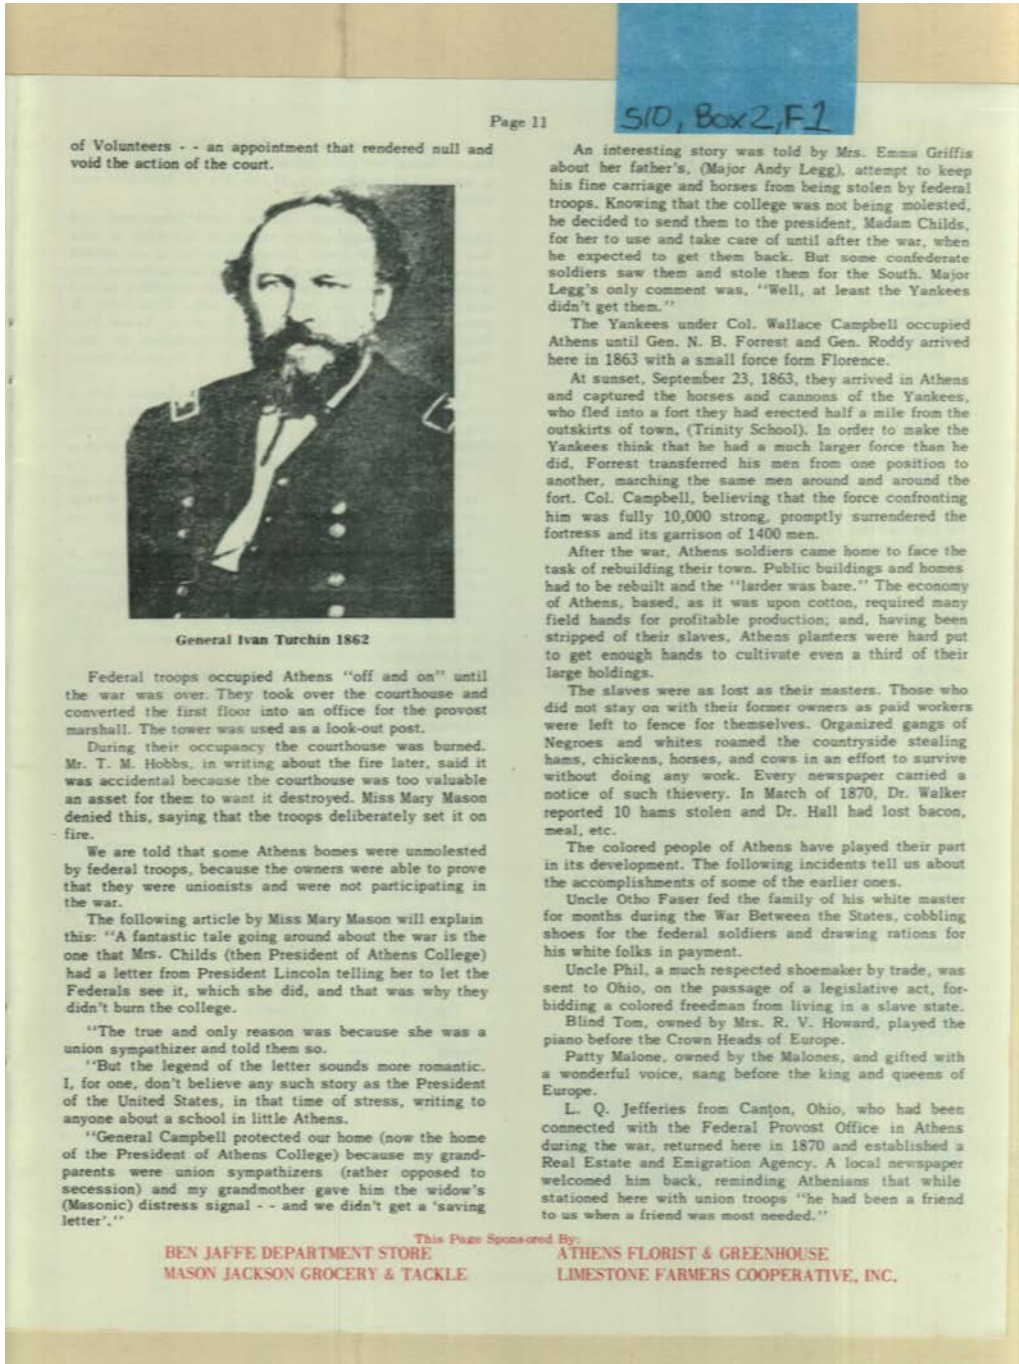 S10, Box 2, F1
Page 11
of Volunteers - - an appointment that rendered null and
void the action of the court.
General Ivan Turchin 1862
Federal troops occupied Athens "off and on" until
the war was over. They took over the courthouse and
converted the first floor into an office for the provost
marshall. The tower was used as a look-out post.
During their occupancy the courthouse was burned.
Mr. T. M. Hobbs, in writing about the fire later, said it
was accidental because the courthouse was too valuable
an asset for them to want it destroyed. Miss Mary Mason
denied this, saying that the troops deliberately set it on
fire.
We are told that some Athens homes were unmolested
by federal troops, because the owners were able to prove
that they were unionists and were not participating in
the war.
The following article by Miss Mary Mason will explain
this: "A fantastic tale going around about the war is the
one that Mrs. Childs (then President of Athens College)
had a letter from President Lincoln telling her to let the
Federals see it, which she did, and that was why they
didn't burn the college.
"The true and only reason was because she was a
union sympathizer and told them so.
"But the legend of the letter sounds more romantic.
I, for one, don't believe any such story as the President
of the United States, in that time of stress, writing to
anyone about a school in little Athens.
"General Campbell protected our home (now the home
of the President of Athens College) because my grand-
parents were union sympathizers (rather opposed to
secession) and my grandmother gave him the widow's
(Masonic) distress signal - - and we didn't get a 'saving
letter'."
An interesting story was told by Mrs. Emma Griffis
about her father's, (Major Andy Legg), attempt to keep
his fine carriage and horses from being stolen by federal
troops. Knowing that the college was not being molested,
he decided to send them to the president, Madam Childs,
for her to use and take care of until after the war, when
he expected to get them back. But some confederate
soldiers saw them and stole them for the South. Major
Legg's only comment was, "Well, at least the Yankees
didn't get them."
The Yankees under Col. Wallace Campbell occupied
Athens until Gen. N. B. Forrest and Gen. Roddy arrived
here in 1863 with a small force form Florence.
At sunset, September 23, 1863, they arrived in Athens
and captured the horses and cannons of the Yankees,
who fled into a fort they had erected half a mile from the
outskirts of town, (Trinity School). In order to make the
Yankees think that he had a much larger force than he
did, Forrest transferred his men from one position to
another, marching the same men around and around the
fort. Col. Campbell, believing that the force confronting
him was fully 10,000 strong, promptly surrendered the
fortress and its garrison of 1400 men.
After the war, Athens soldiers came home to face the
task of rebuilding their town. Public buildings and homes
had to be rebuilt and the "larder was bare." The economy
of Athens, based, as it was upon cotton, required many
field hands for profitable production; and, having been
stripped of their slaves, Athens planters were hard put
to get enough hands to cultivate even a third of their
large holdings.
The slaves were as lost as their masters. Those who
did not stay on with their former owners as paid workers
were left to fence for themselves. Organized gangs of
Negroes and whites roamed the countryside stealing
hams, chickens, horses, and cows in an effort to survive
without doing any work. Every newspaper carried a
notice of such thievery. In March of 1870, Dr. Walker
reported 10 hams stolen and Dr. Hall had lost bacon,
meal, etc.
The colored people of Athens have played their part
in its development. The following incidents tell us about
the accomplishments of some of the earlier ones.
Uncle Otho Faser fed the family of his white master
for months during the War Between the States, cobbling
shoes for the federal soldiers and drawing rations for
his white folks in payment.
Uncle Phil, a much respected shoemaker by trade, was
sent to Ohio, on the passage of a legislative act, for-
bidding a colored freedman from living in a slave state.
Blind Tom, owned by Mrs. R. V. Howard, played the
piano before the Crown Heads of Europe.
Patty Malone, owned by the Malones, and gifted with
a wonderful voice, sang before the king and queens of
Europe.
L. Q. Jefferies from Canton, Ohio, who had been
connected with the Federal Provost Office in Athens
during the war, returned here in 1870 and established a
Real Estate and Emigration Agency. A local newspaper
welcomed him back, reminding Athenians that while
stationed here with union troops "he had been a friend
to us when a friend was most needed."
This Page Sponsored By:
BEN JAFFE DEPARTMENT STORE
MASON JACKSON GROCERY & TACKLE
ATHENS FLORIST & GREENHOUSE
LIMESTONE FARMERS COOPERATIVE, INC.